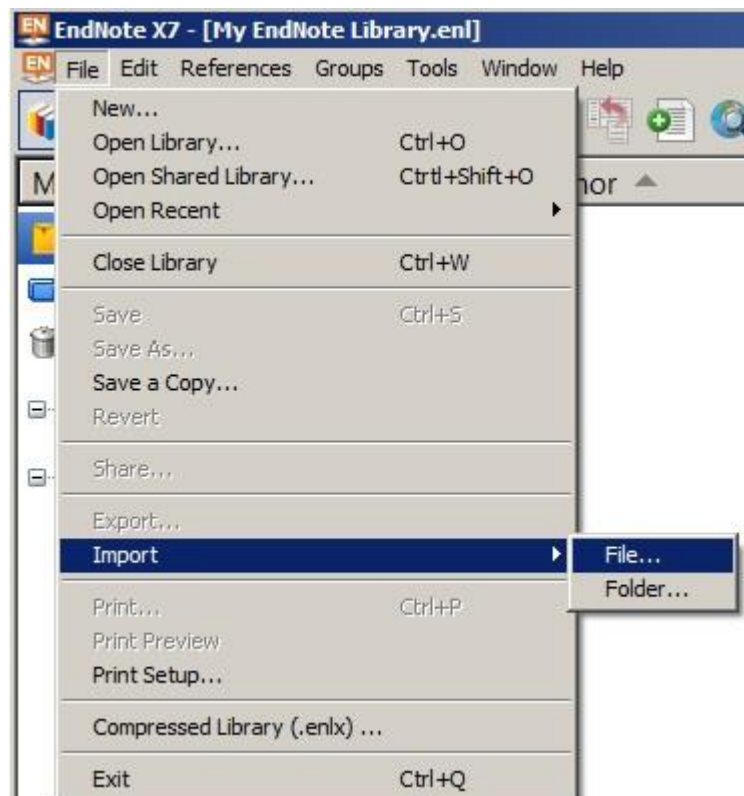 EN EndNote X7 - [My EndNote Library.enl]
EN File Edit References Groups Tools Window Help
New...
Open Library... Ctrl+O
Open Shared Library... Ctrtl+Shift+O
Open Recent
Close Library Ctrl+W
Save Ctrl+S
Save As...
Save a Copy...
Revert
Share...
Export...
Import
File...
Folder...
Print... Ctrl+P
Print Preview
Print Setup...
Compressed Library (.enlx) ...
Exit Ctrl+Q